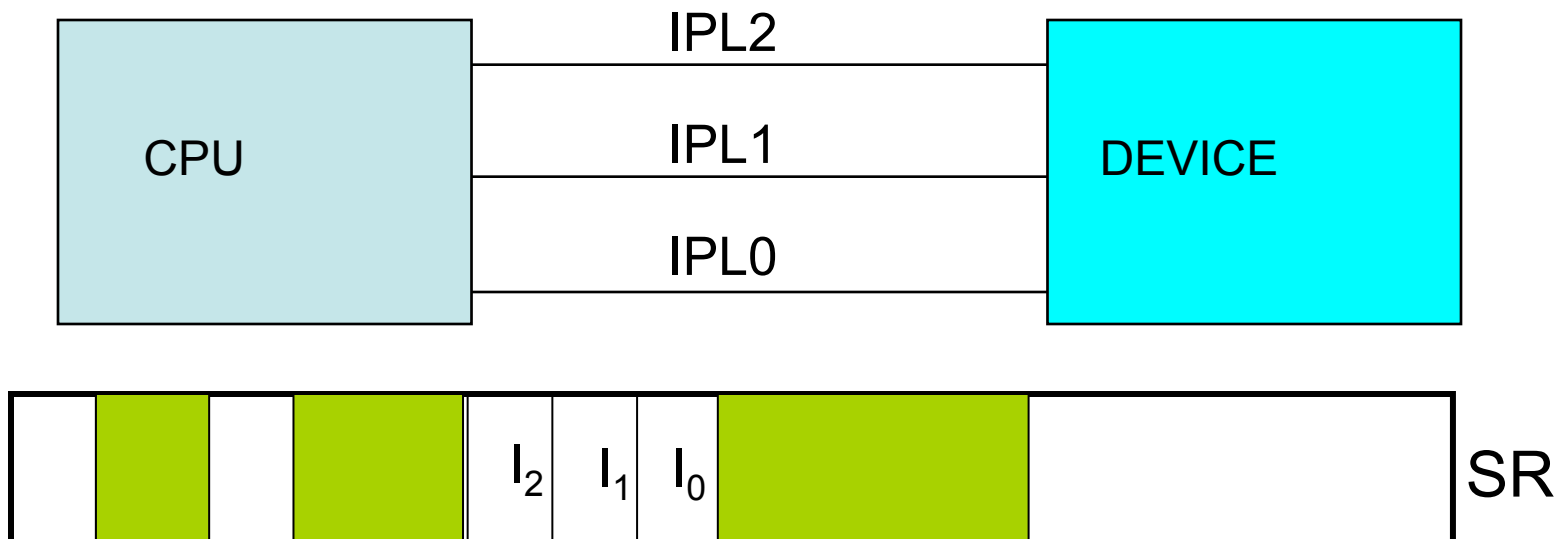 IPL2
CPU IPL1 DEVICE
IPL0
I₂ I₁ I₀ SR